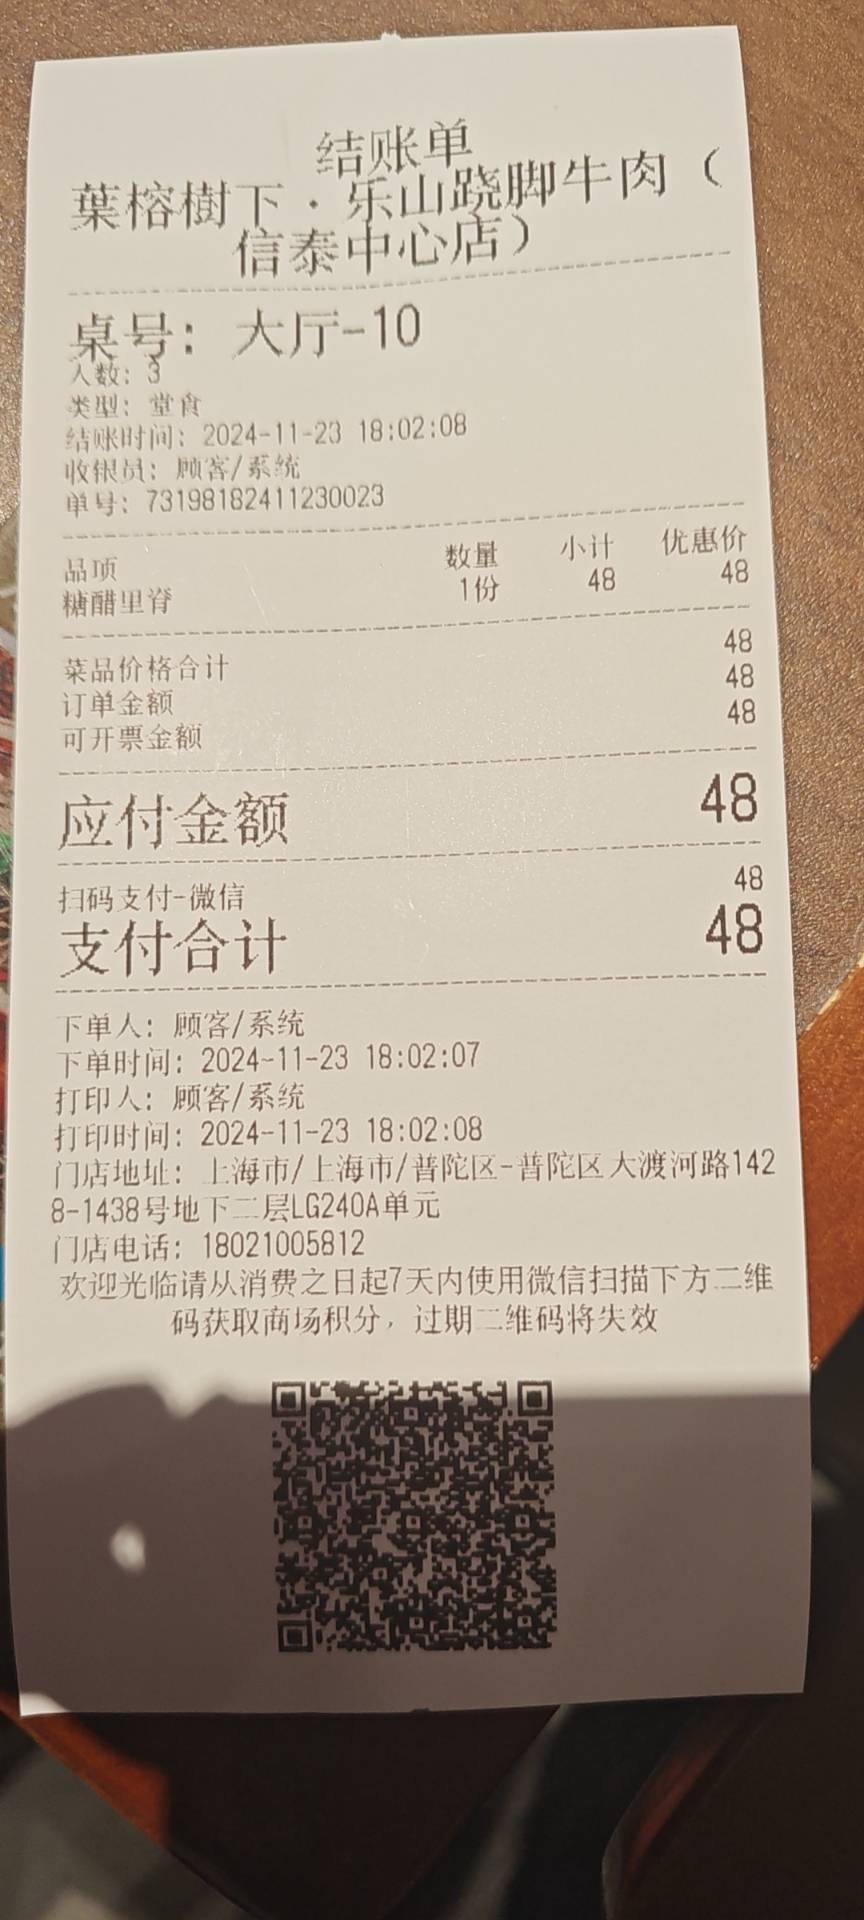 结账单
葉榕樹下·乐山跷脚牛肉（
信泰中心店）
桌号：大厅-10
人数：3
类型：堂食
结账时间：2024-11-23 18:02:08
收银员：顾客/系统
单号：73198182411230023
品项 数量 小计 优惠价
糖醋里脊 1份 48 48
菜品价格合计 48
订单金额 48
可开票金额 48
应付金额 48
扫码支付-微信 48
支付合计 48
下单人：顾客/系统
下单时间：2024-11-23 18:02:07
打印人：顾客/系统
打印时间：2024-11-23 18:02:08
门店地址：上海市/上海市/普陀区-普陀区大渡河路142
8-1438号地下二层LG240A单元
门店电话：18021005812
欢迎光临请从消费之日起7天内使用微信扫描下方二维
码获取商场积分，过期二维码将失效